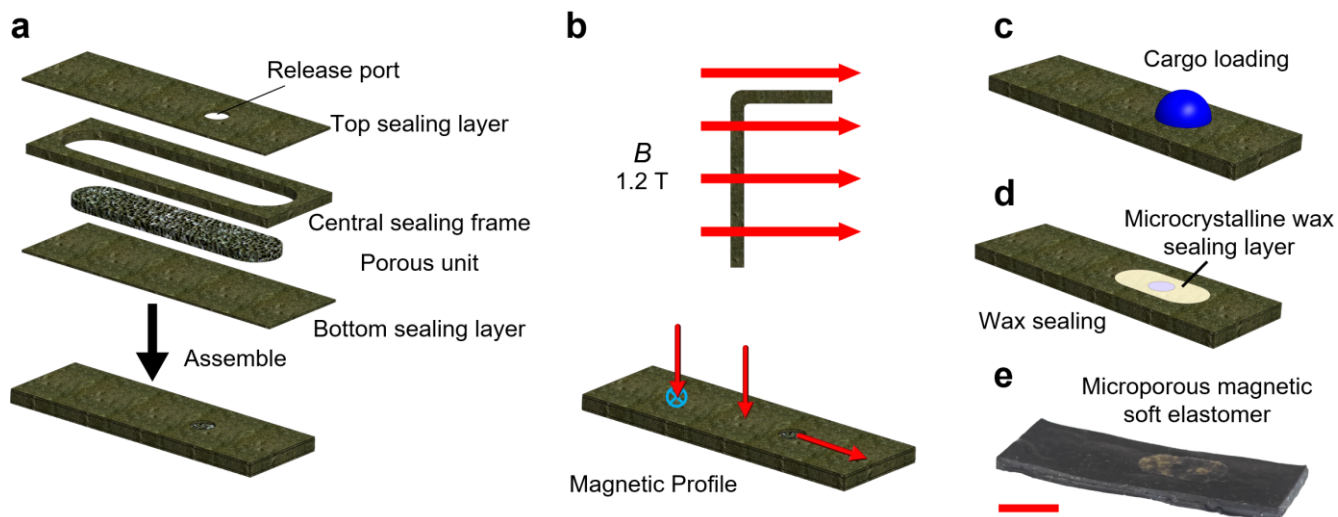 a
Release port
Top sealing layer
Central sealing frame
Porous unit
Bottom sealing layer
Assemble
b
B
1.2 T
Magnetic Profile
c
Cargo loading
d
Microcrystalline wax
sealing layer
Wax sealing
e
Microporous magnetic
soft elastomer